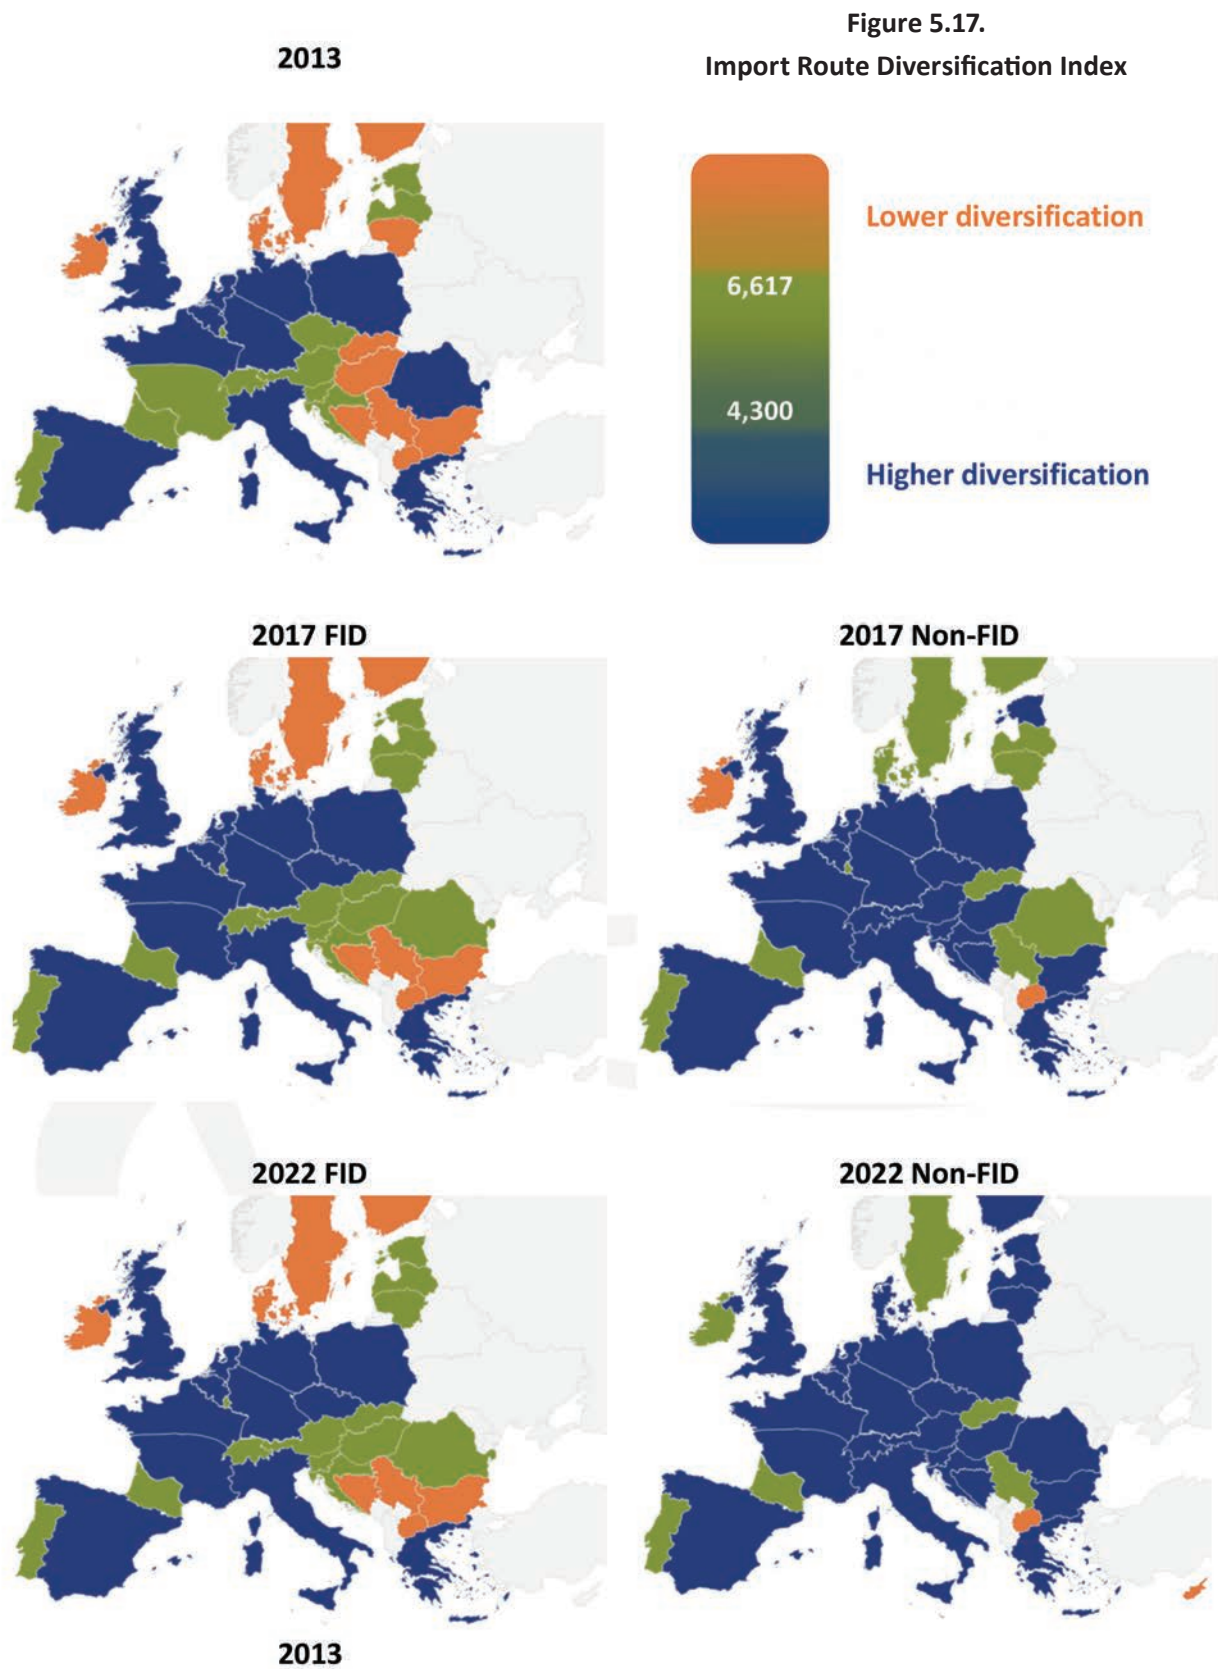 Figure 5.17.
Import Route Diversification Index
2013
Lower diversification
6,617
4,300
Higher diversification
2017 FID
2017 Non-FID
2022 FID
2022 Non-FID
2013